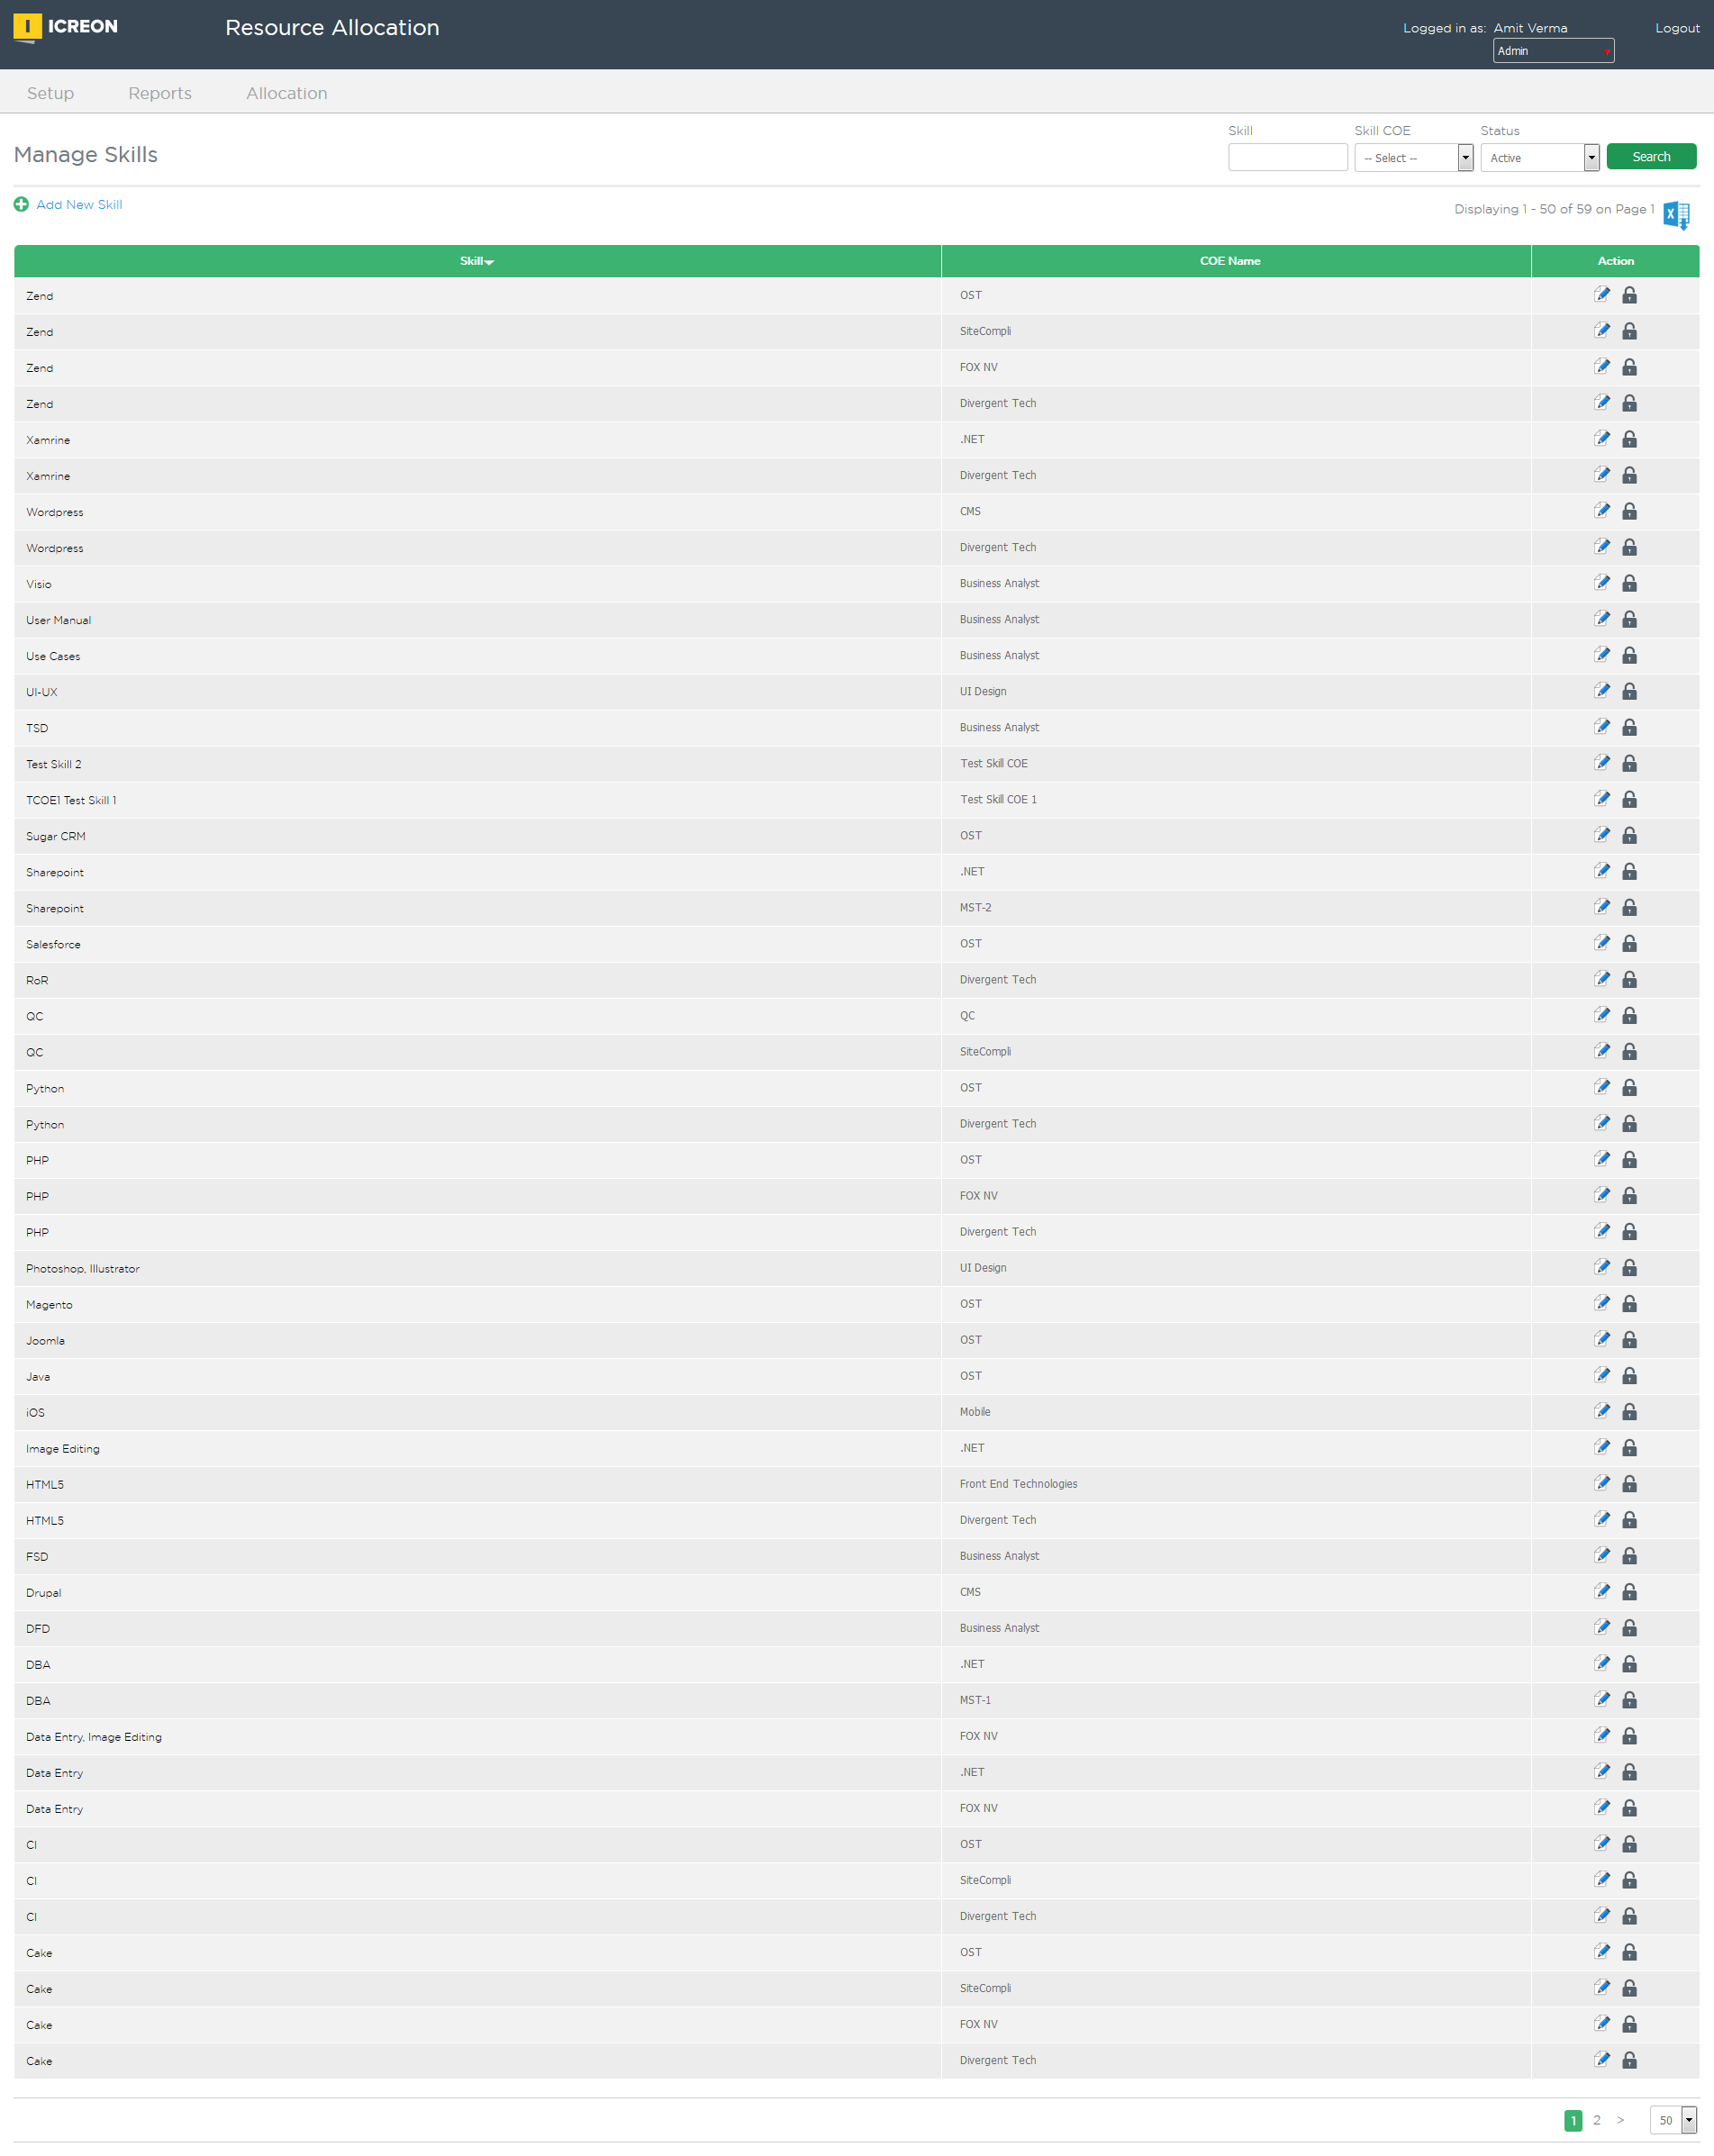 I ICREON
Resource Allocation
Logged in as: Amit Verma
Logout
Admin
Setup Reports Allocation
Manage Skills
Skill Skill COE Status
-- Select -- Active Search
Add New Skill
Displaying 1 - 50 of 59 on Page 1
Skill COE Name Action
Zend OST
Zend SiteCompli
Zend FOX NV
Zend Divergent Tech
Xamrine .NET
Xamrine Divergent Tech
Wordpress CMS
Wordpress Divergent Tech
Visio Business Analyst
User Manual Business Analyst
Use Cases Business Analyst
UI-UX UI Design
TSD Business Analyst
Test Skill 2 Test Skill COE
TCOE1 Test Skill 1 Test Skill COE 1
Sugar CRM OST
Sharepoint .NET
Sharepoint MST-2
Salesforce OST
RoR Divergent Tech
QC QC
QC SiteCompli
Python OST
Python Divergent Tech
PHP OST
PHP FOX NV
PHP Divergent Tech
Photoshop, Illustrator UI Design
Magento OST
Joomla OST
Java OST
iOS Mobile
Image Editing .NET
HTML5 Front End Technologies
HTML5 Divergent Tech
FSD Business Analyst
Drupal CMS
DFD Business Analyst
DBA .NET
DBA MST-1
Data Entry, Image Editing FOX NV
Data Entry .NET
Data Entry FOX NV
CI OST
CI SiteCompli
CI Divergent Tech
Cake OST
Cake SiteCompli
Cake FOX NV
Cake Divergent Tech
1 2 > 50